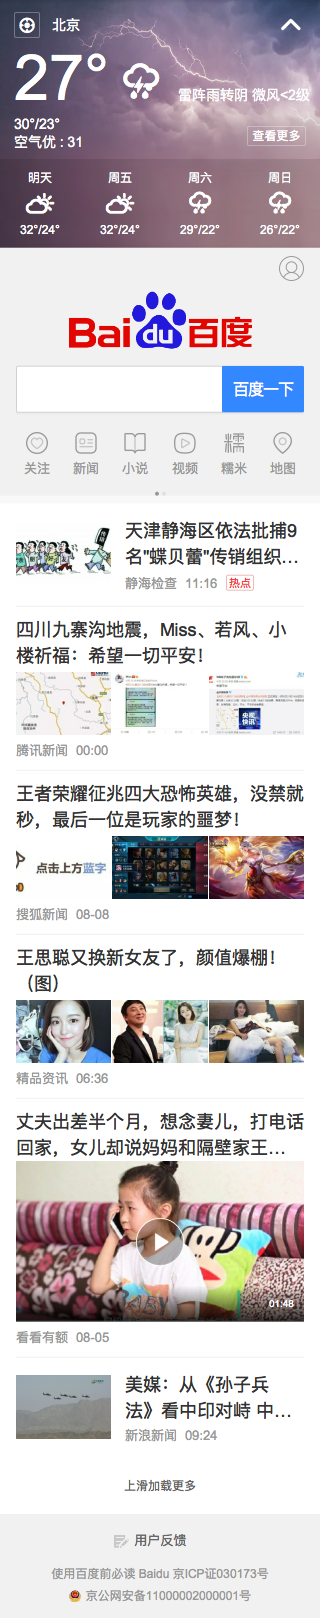 北京
27°
雷阵雨转阴 微风<2级
30°/23°
空气优 : 31
查看更多
明天 周五 周六 周日
32°/24° 32°/24° 29°/22° 26°/22°
Bai du 百度
百度一下
关注 新闻 小说 视频 糯米 地图
天津静海区依法批捕9
名"蝶贝蕾"传销组织...
静海检查 11:16 热点
四川九寨沟地震，Miss、若风、小
楼祈福：希望一切平安！
央视
快讯
腾讯新闻 00:00
王者荣耀征兆四大恐怖英雄，没禁就
秒，最后一位是玩家的噩梦！
点击上方蓝字
搜狐新闻 08-08
王思聪又换新女友了，颜值爆棚！
（图）
精品资讯 06:36
丈夫出差半个月，想念妻儿，打电话
回家，女儿却说妈妈和隔壁家王...
01:48
看看有额 08-05
美媒：从《孙子兵
法》看中印对峙 中...
新浪新闻 09:24
上滑加载更多
用户反馈
使用百度前必读 Baidu 京ICP证030173号
京公网安备11000002000001号